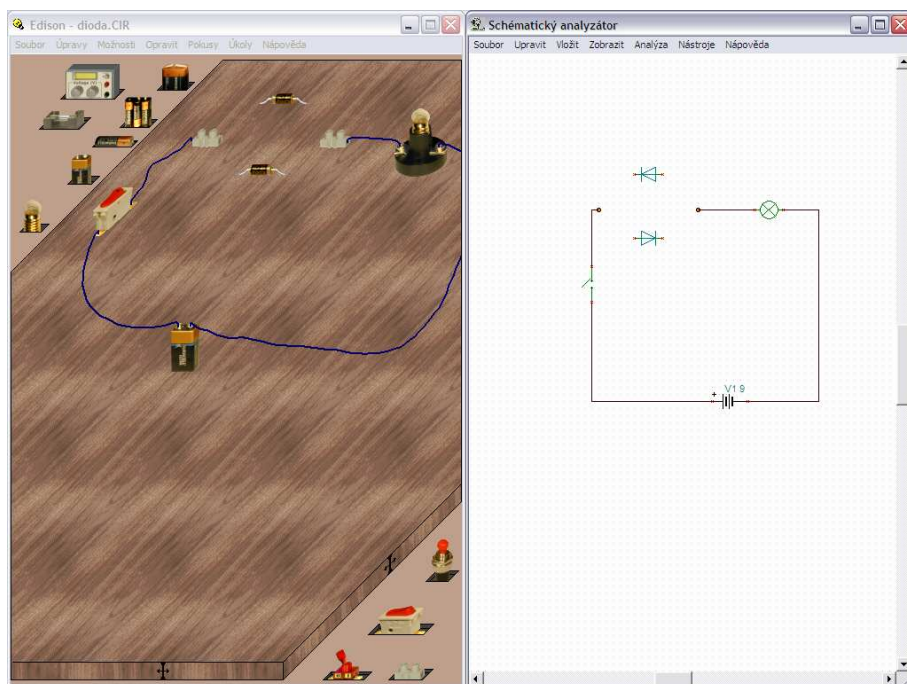 Edison - dioda.CIR
Soubor Úpravy Možnosti Opravit Pokusy Úkoly Nápověda
Schématický analyzátor
Soubor Upravit Vložit Zobrazit Analýza Nástroje Nápověda
V1 9
+